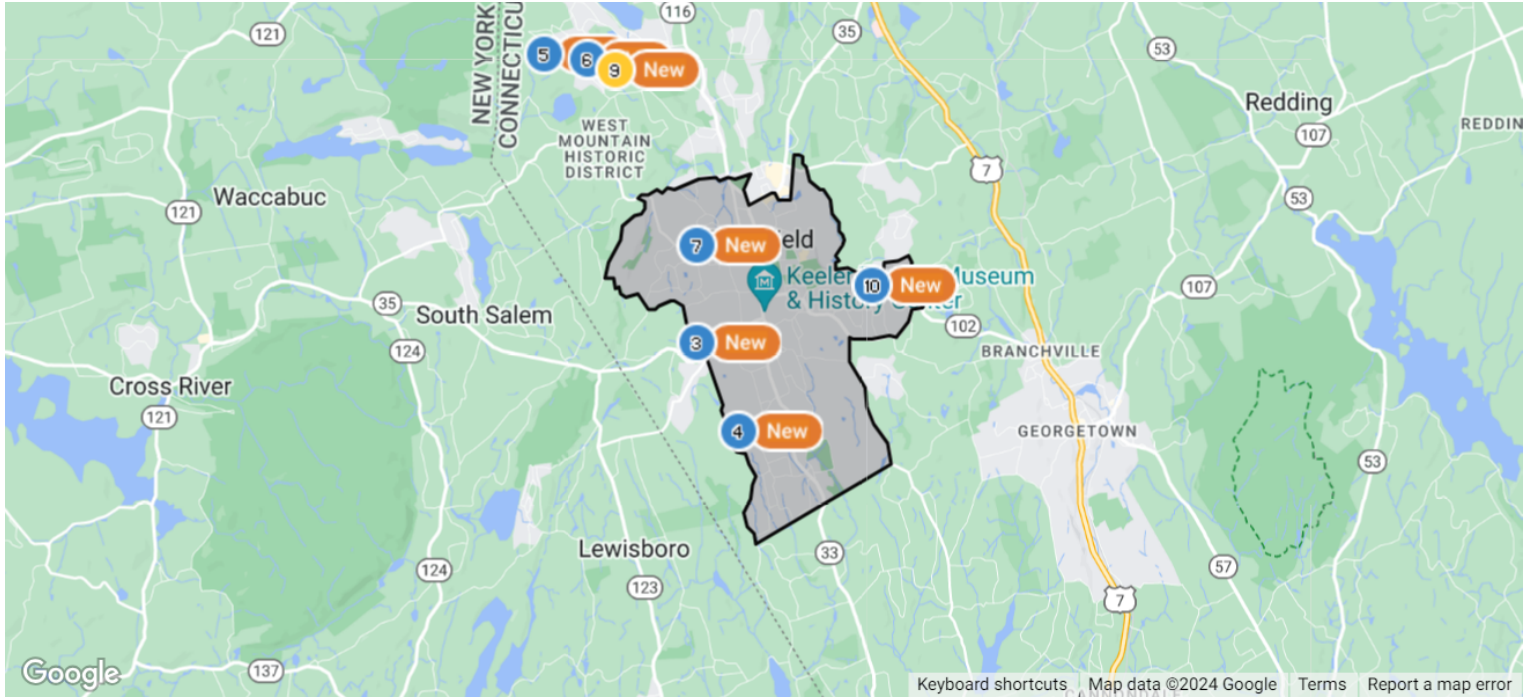 116
121
35
53
NEW YORK
CONNECTICU
5
6
9
New
Redding
107
REDDIN
WEST
MOUNTAIN
HISTORIC
DISTRICT
7
Waccabuc
121
53
7
New
ield
Keeler
Museum
& History
10
New
107
35
South Salem
102
3
New
124
BRANCHVILLE
Cross River
121
4
New
GEORGETOWN
53
Lewisboro
33
124
123
57
7
137
Google
Keyboard shortcuts
Map data ©2024 Google
Terms
Report a map error
CANNONDALE